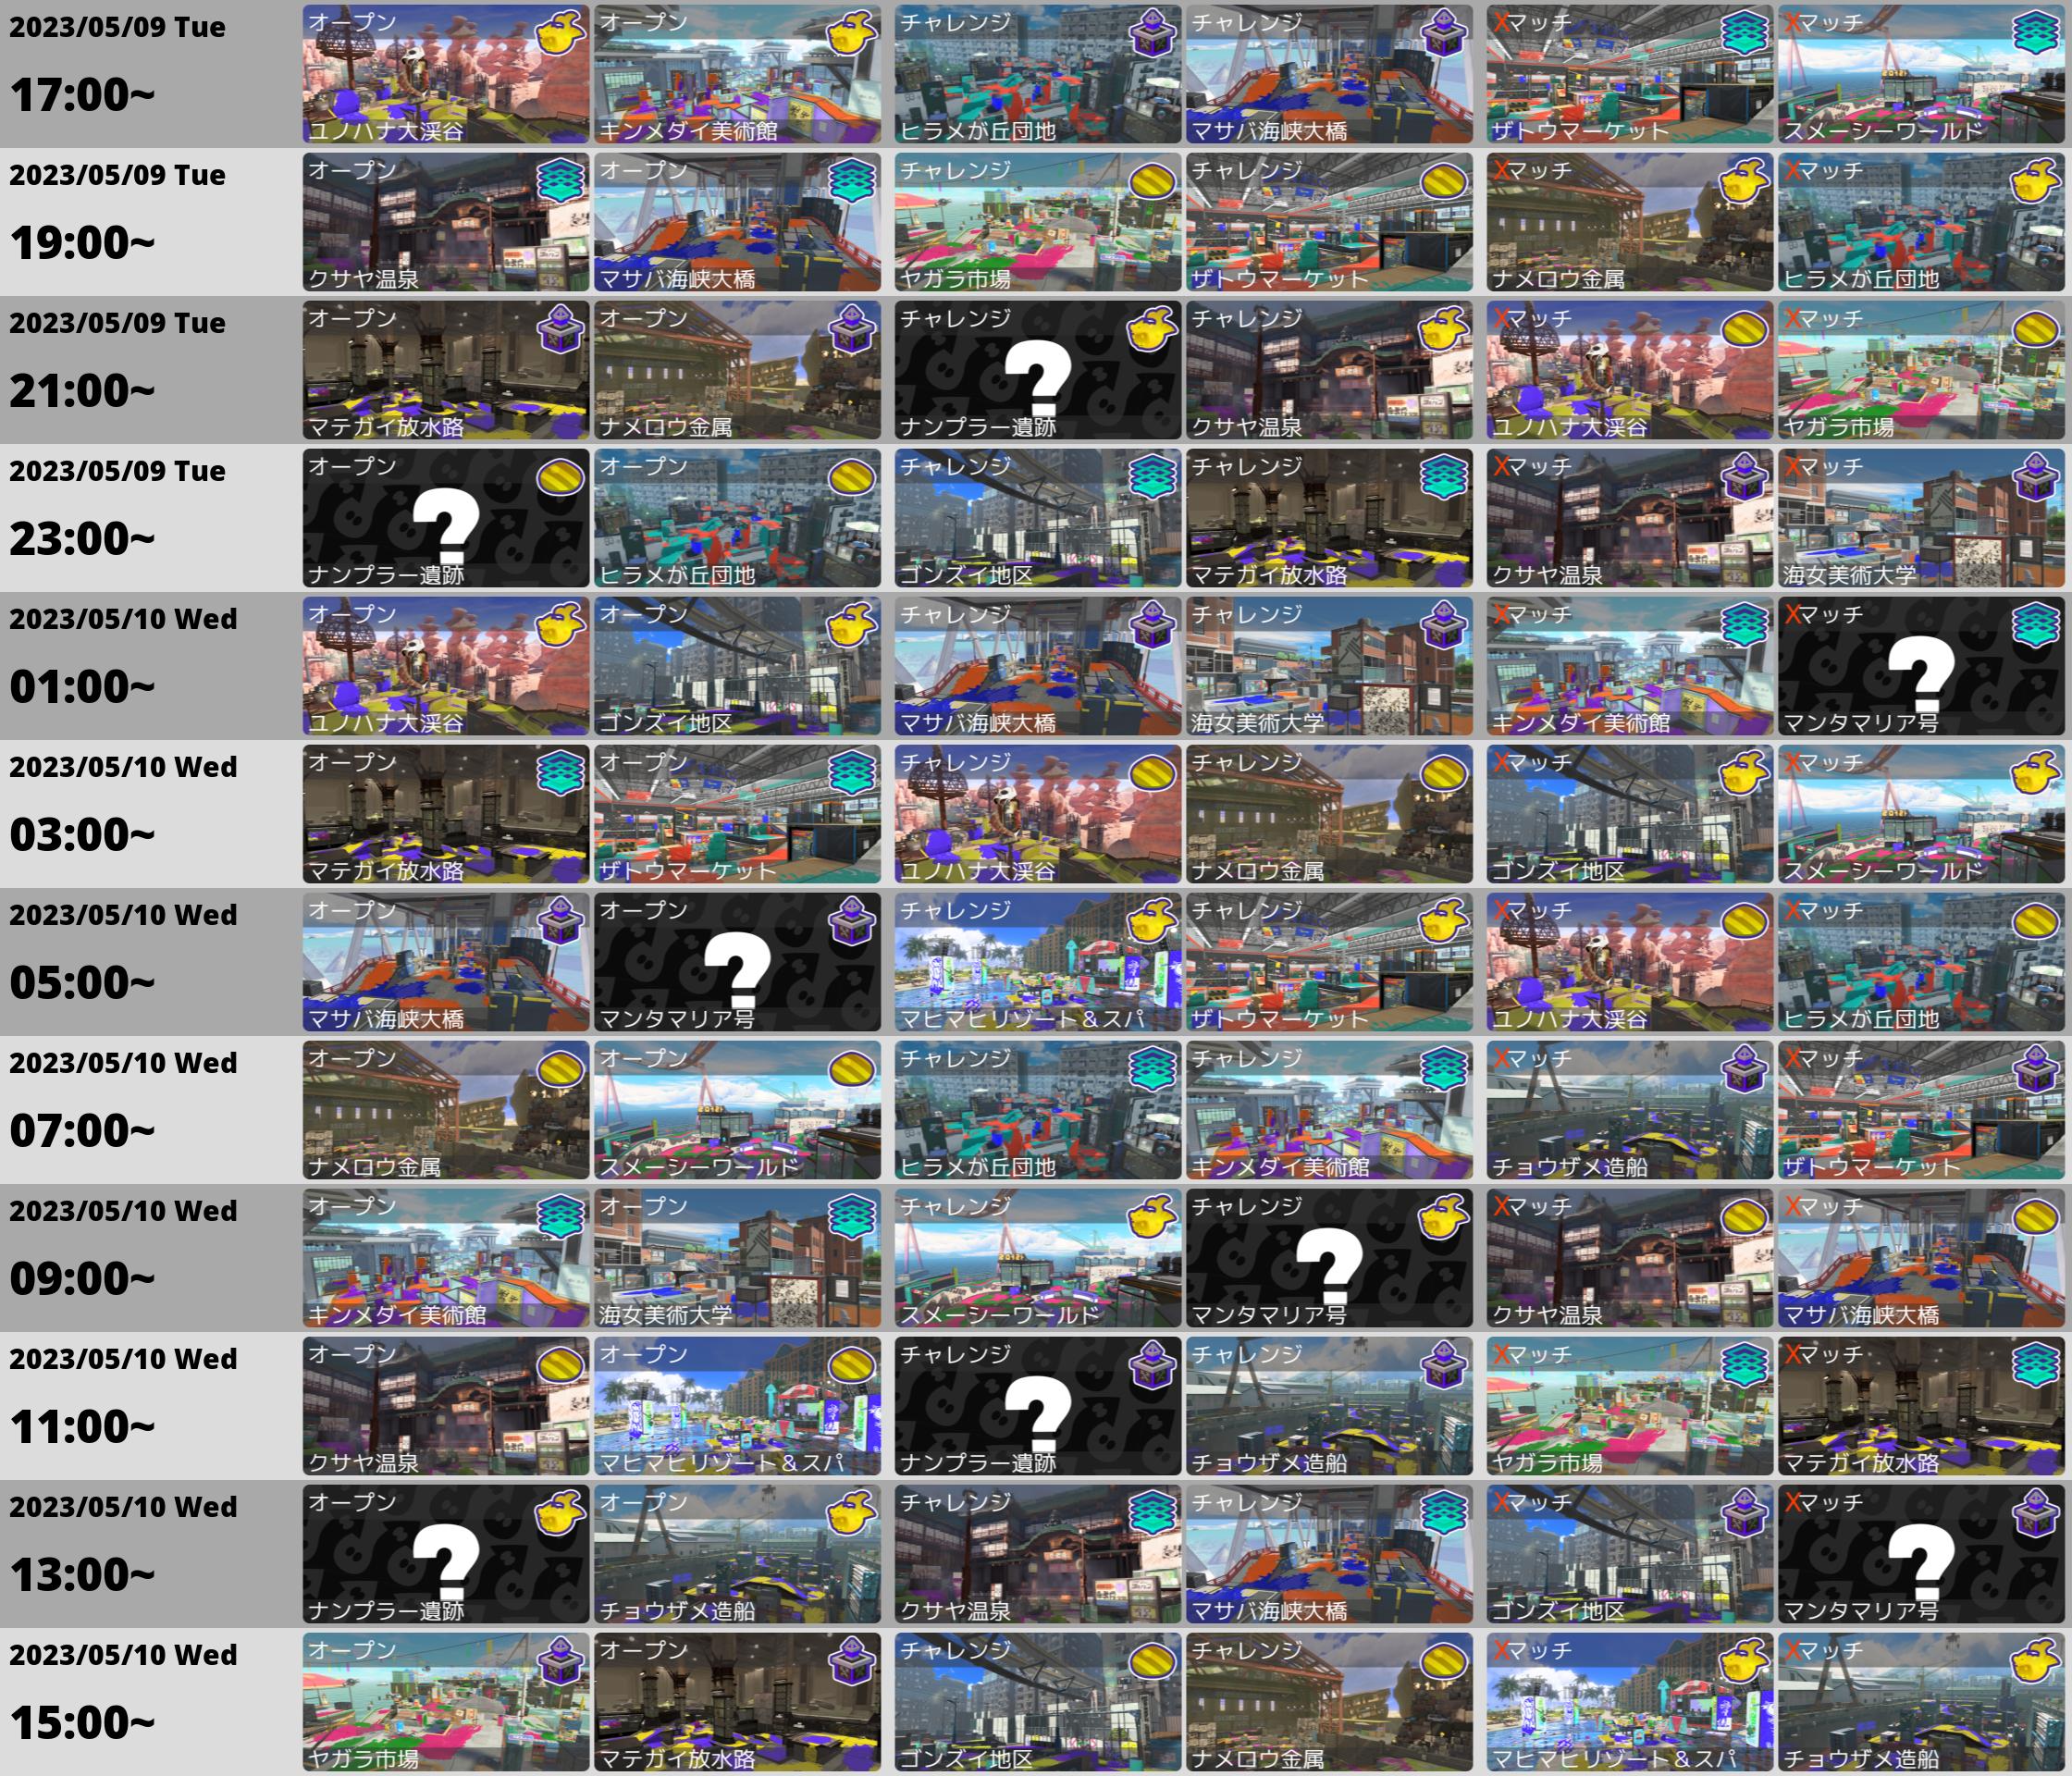 2023/05/09 Tue
17:00~
オープン
ユノハナ大渓谷
オープン
キンメダイ美術館
チャレンジ
ヒラメが丘団地
チャレンジ
マサバ海峡大橋
Xマッチ
ザトウマーケット
Xマッチ
スメーシーワールド
2023/05/09 Tue
19:00~
オープン
クサヤ温泉
オープン
マサバ海峡大橋
チャレンジ
ヤガラ市場
チャレンジ
ザトウマーケット
Xマッチ
ナメロウ金属
Xマッチ
ヒラメが丘団地
2023/05/09 Tue
21:00~
オープン
マテガイ放水路
オープン
ナメロウ金属
チャレンジ
?
ナンプラー遺跡
チャレンジ
クサヤ温泉
Xマッチ
ユノハナ大渓谷
Xマッチ
ヤガラ市場
2023/05/09 Tue
23:00~
オープン
?
ナンプラー遺跡
オープン
ヒラメが丘団地
チャレンジ
ゴンズイ地区
チャレンジ
マテガイ放水路
Xマッチ
クサヤ温泉
Xマッチ
海女美術大学
2023/05/10 Wed
01:00~
オープン
ユノハナ大渓谷
オープン
ゴンズイ地区
チャレンジ
マサバ海峡大橋
チャレンジ
海女美術大学
Xマッチ
キンメダイ美術館
Xマッチ
?
マンタマリア号
2023/05/10 Wed
03:00~
オープン
マテガイ放水路
オープン
ザトウマーケット
チャレンジ
ユノハナ大渓谷
チャレンジ
ナメロウ金属
Xマッチ
ゴンズイ地区
Xマッチ
スメーシーワールド
2023/05/10 Wed
05:00~
オープン
マサバ海峡大橋
オープン
?
マンタマリア号
チャレンジ
マヒマヒリゾート&スパ
チャレンジ
ザトウマーケット
Xマッチ
ユノハナ大渓谷
Xマッチ
ヒラメが丘団地
2023/05/10 Wed
07:00~
オープン
ナメロウ金属
オープン
スメーシーワールド
チャレンジ
ヒラメが丘団地
チャレンジ
キンメダイ美術館
Xマッチ
チョウザメ造船
Xマッチ
ザトウマーケット
2023/05/10 Wed
09:00~
オープン
キンメダイ美術館
オープン
海女美術大学
チャレンジ
スメーシーワールド
チャレンジ
?
マンタマリア号
Xマッチ
クサヤ温泉
Xマッチ
マサバ海峡大橋
2023/05/10 Wed
11:00~
オープン
クサヤ温泉
オープン
マヒマヒリゾート&スパ
チャレンジ
?
ナンプラー遺跡
チャレンジ
チョウザメ造船
Xマッチ
ヤガラ市場
Xマッチ
マテガイ放水路
2023/05/10 Wed
13:00~
オープン
?
ナンプラー遺跡
オープン
チョウザメ造船
チャレンジ
クサヤ温泉
チャレンジ
マサバ海峡大橋
Xマッチ
ゴンズイ地区
Xマッチ
?
マンタマリア号
2023/05/10 Wed
15:00~
オープン
ヤガラ市場
オープン
マテガイ放水路
チャレンジ
ゴンズイ地区
チャレンジ
ナメロウ金属
Xマッチ
マヒマヒリゾート&スパ
Xマッチ
チョウザメ造船